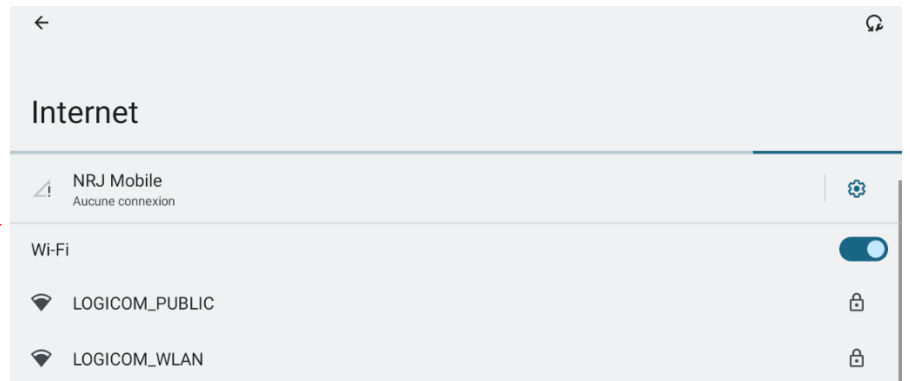 Internet
NRJ Mobile
Aucune connexion
Wi-Fi
LOGICOM_PUBLIC
LOGICOM_WLAN